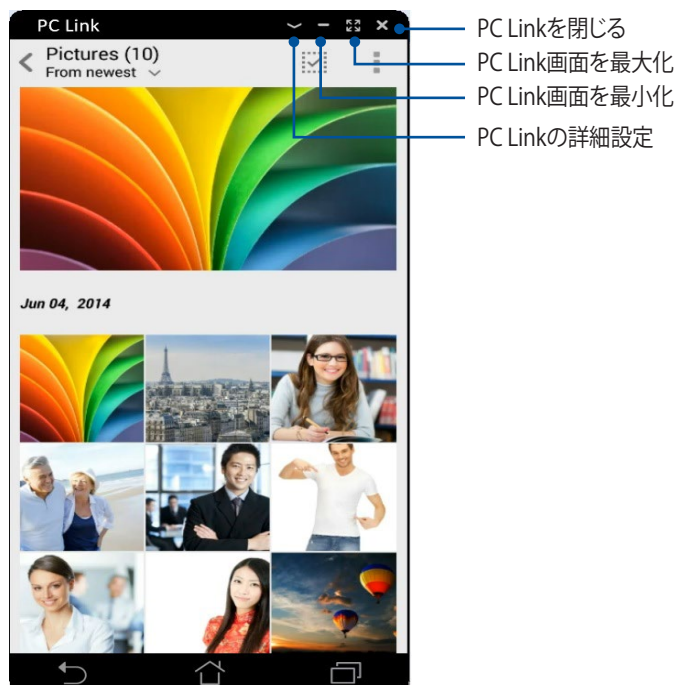 PC Link
Pictures (10)
From newest
Jun 04, 2014
PC Linkを閉じる
PC Link画面を最大化
PC Link画面を最小化
PC Linkの詳細設定